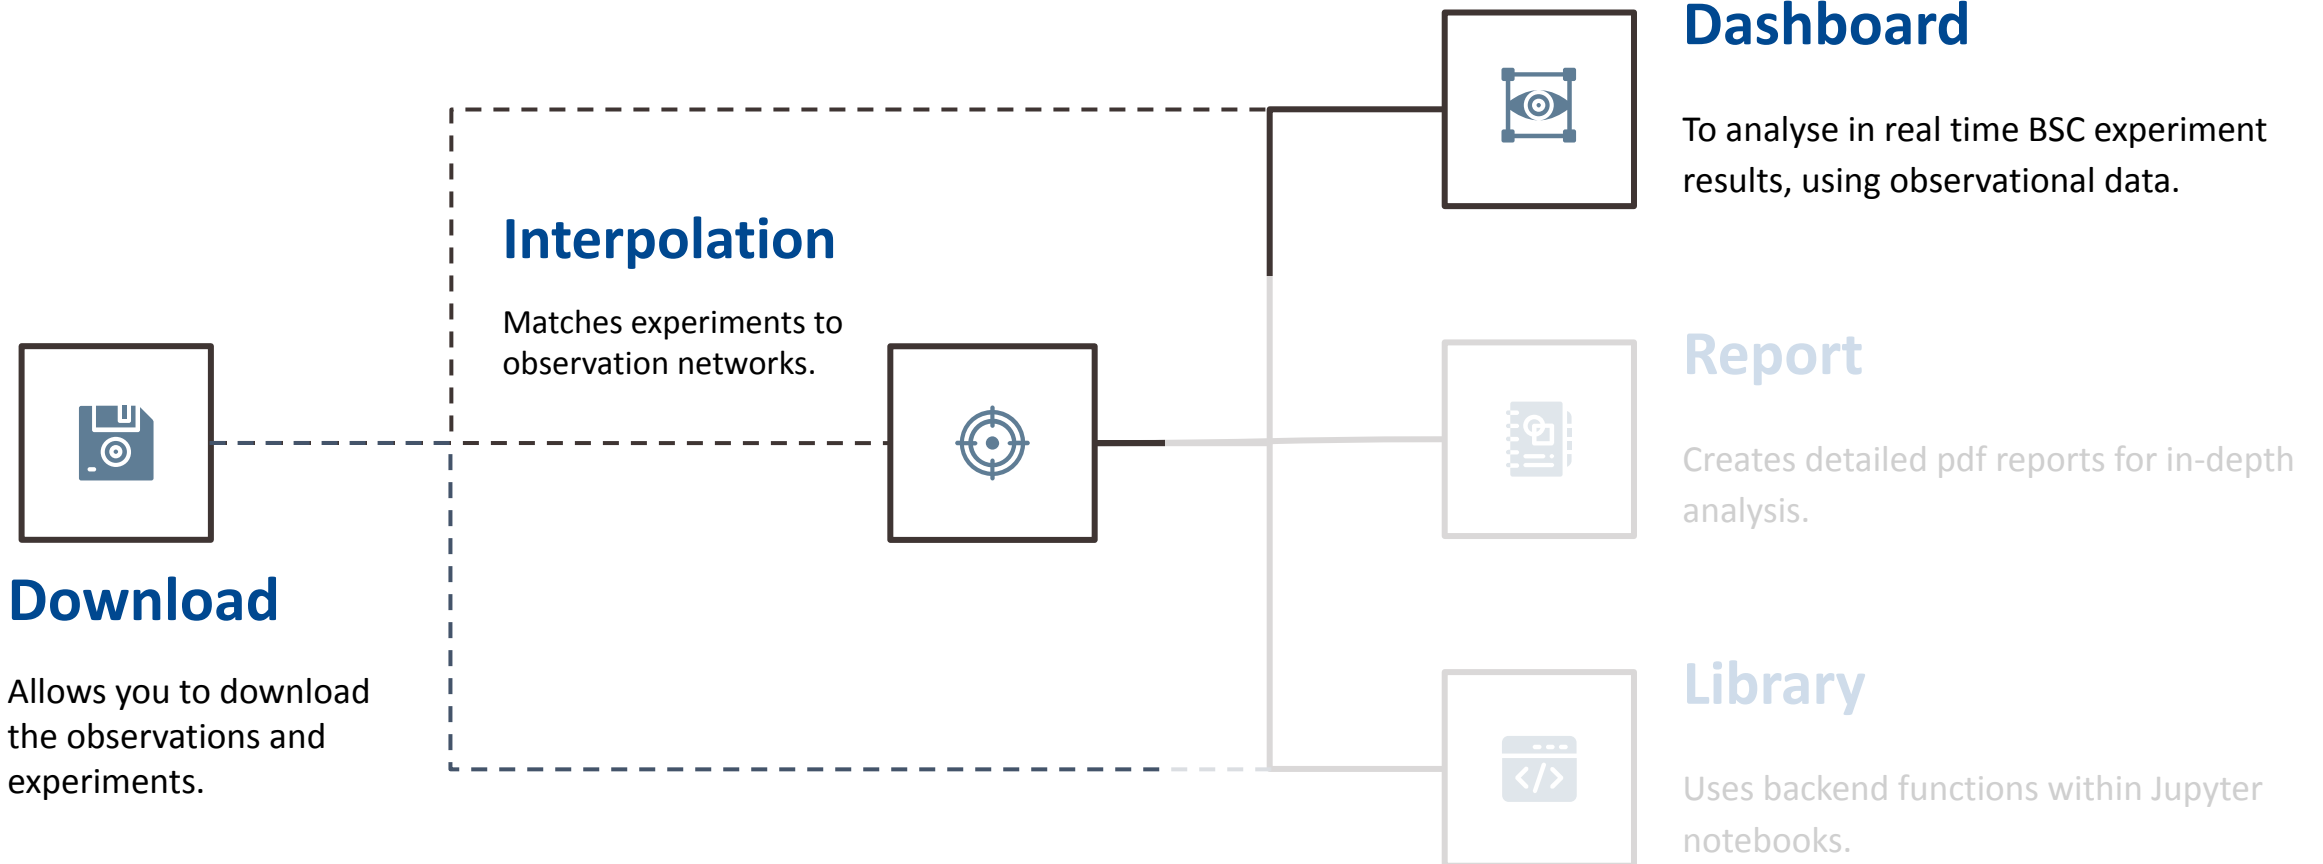 Dashboard
To analyse in real time BSC experiment
results, using observational data.
Interpolation
Matches experiments to
observation networks.
Report
Creates detailed pdf reports for in-depth
analysis.
Download
Allows you to download
the observations and
experiments.
Library
Uses backend functions within Jupyter
notebooks.